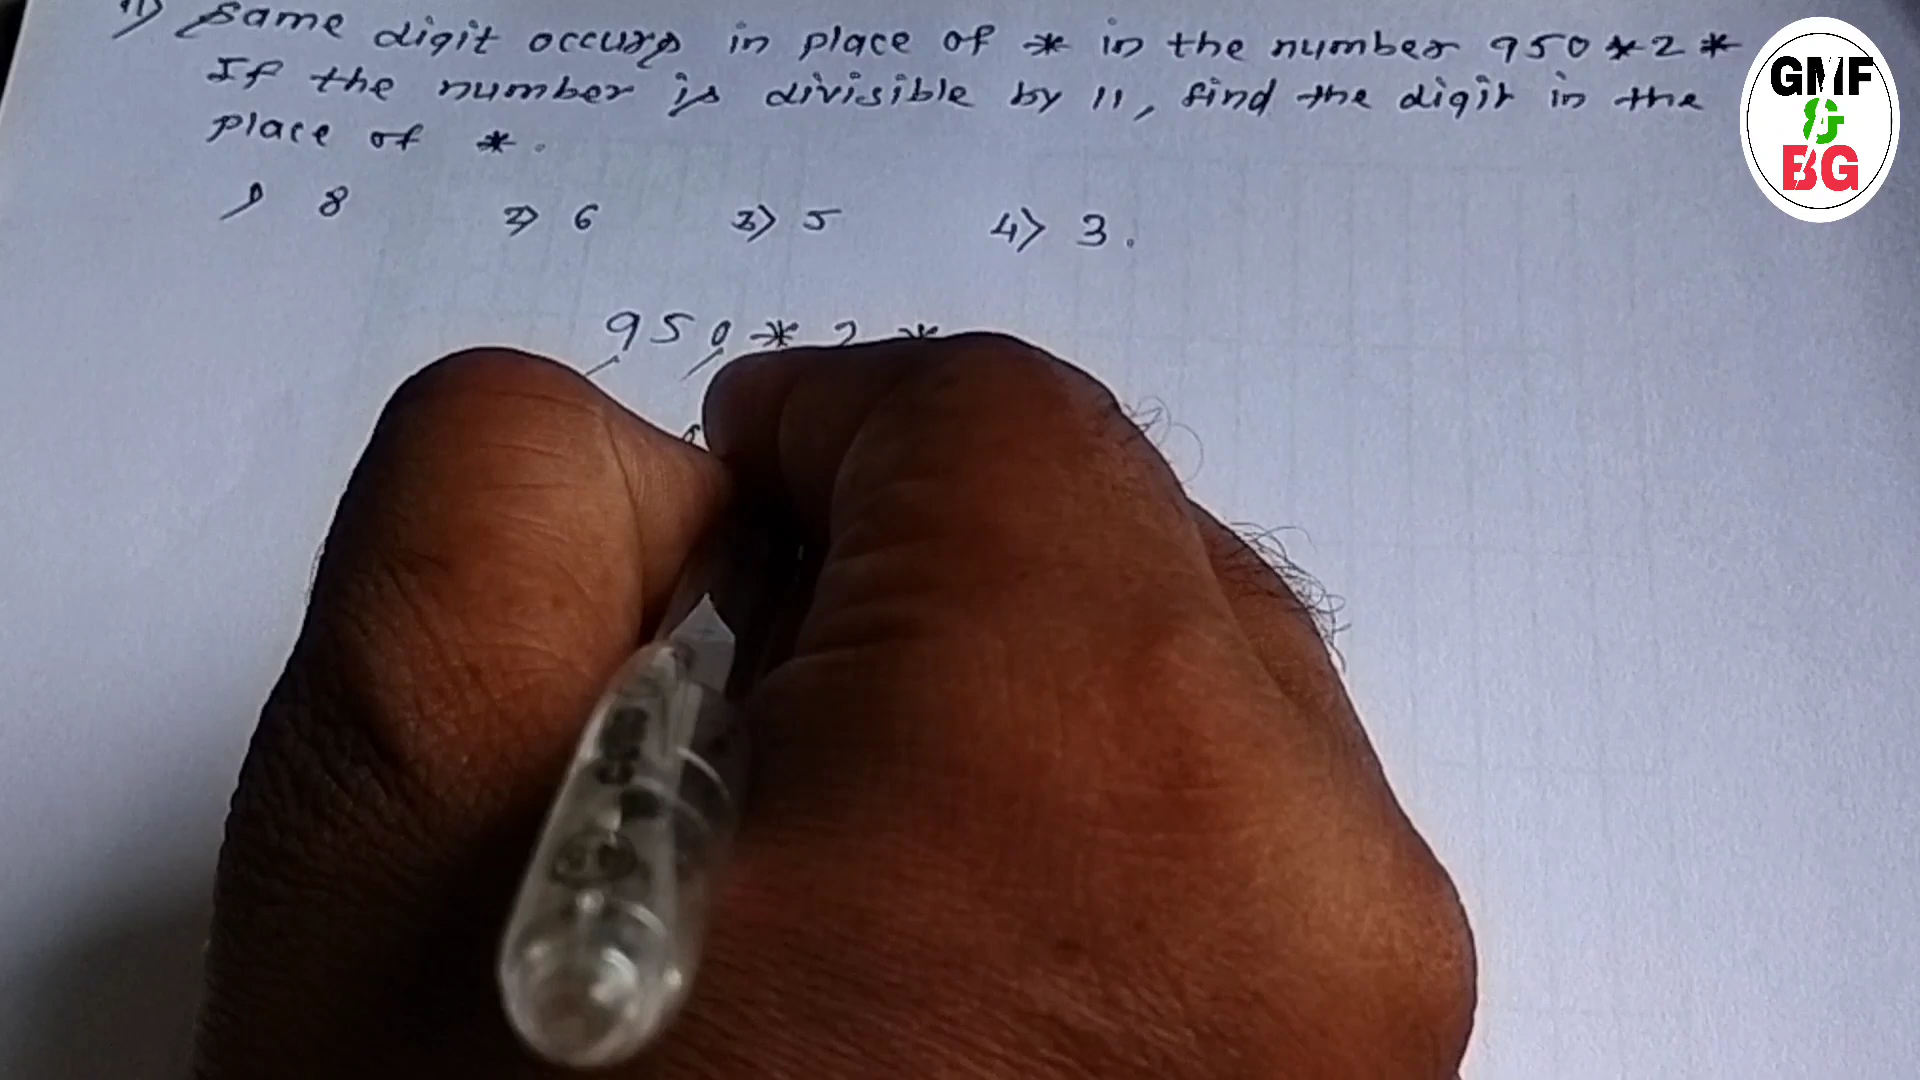 11) Same digit occurs in place of * in the number 950*2*
If the number is divisible by 11, find the digit in the
place of *.
1) 8 2) 6 3) 5 4) 3.
950*2*
GMF
&
BG